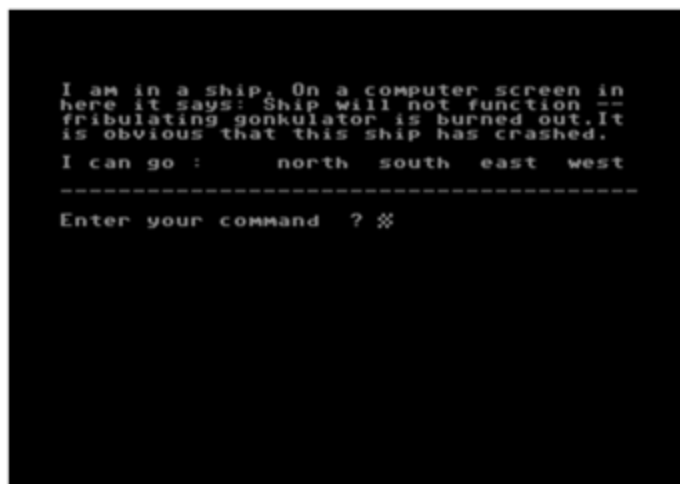 I am in a ship. On a computer screen in
here it says: Ship will not function --
fribulating gonkulator is burned out.It
is obvious that this ship has crashed.
I can go :     north  south  east  west
----------------------------------------
Enter your command  ?